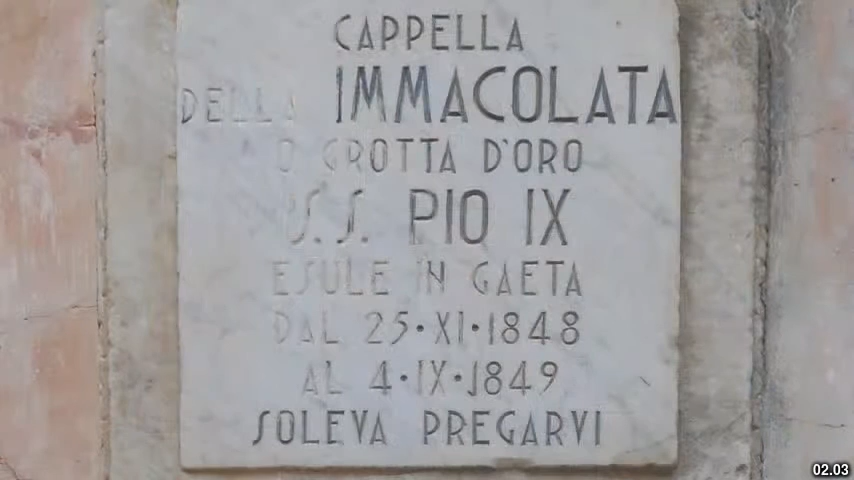 CAPPELLA
DELLA IMMACOLATA
O GROTTA D'ORO
S.S. PIO IX
ESULE IN GAETA
DAL 25·XI·1848
AL 4·IX·1849
SOLEVA PREGARVI
02.03